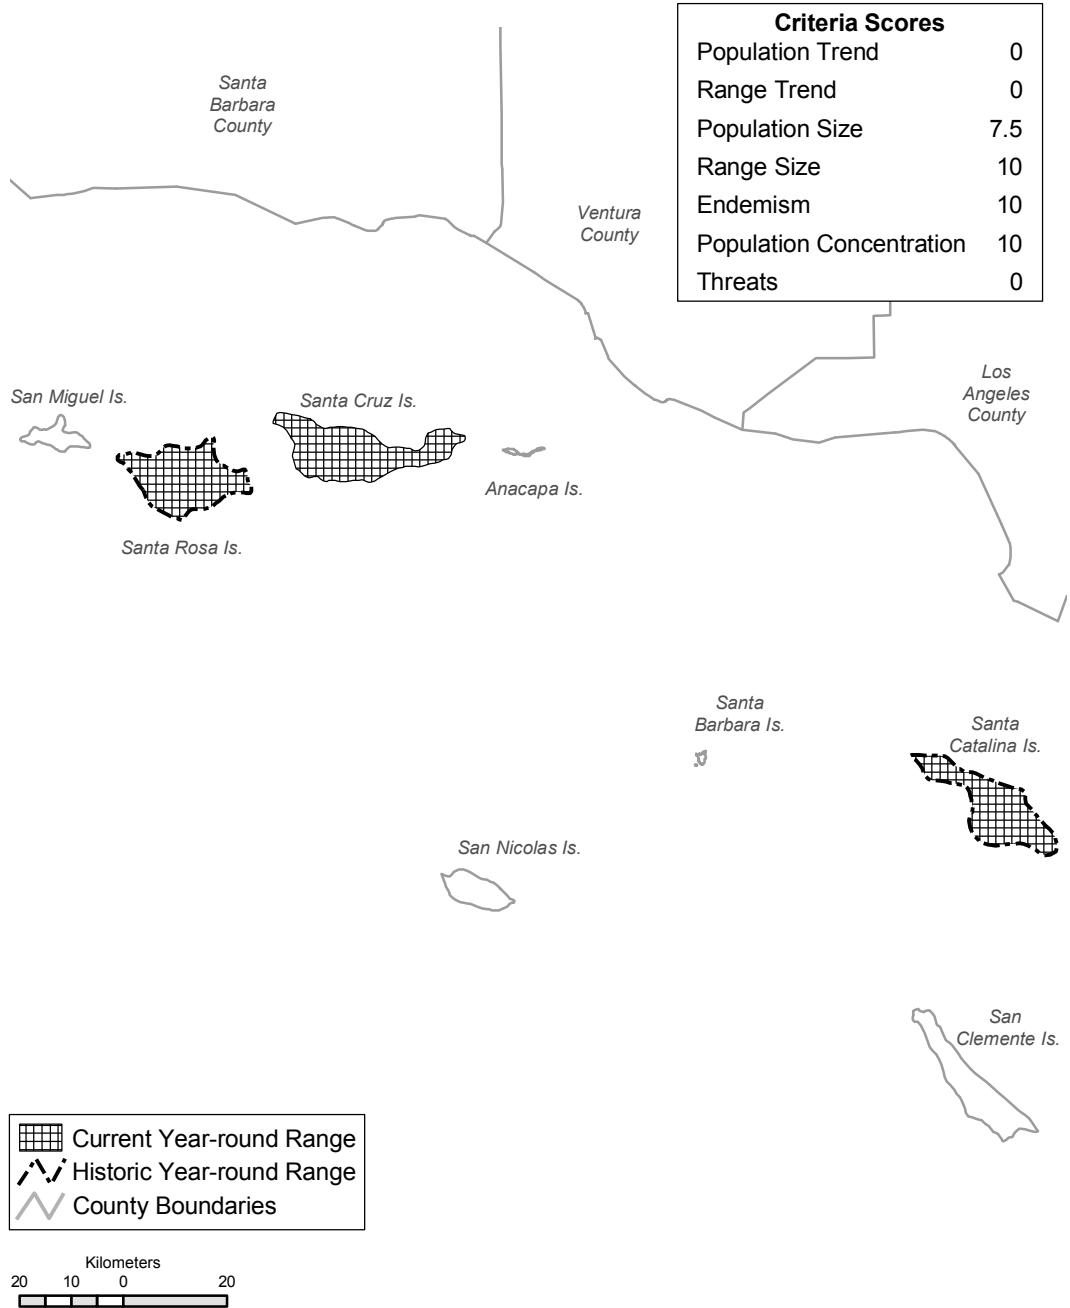 Criteria Scores
Population Trend 0
Range Trend 0
Population Size 7.5
Range Size 10
Endemism 10
Population Concentration 10
Threats 0
Santa
Barbara
County
Ventura
County
Los
Angeles
County
San Miguel Is.
Santa Cruz Is.
Anacapa Is.
Santa Rosa Is.
Santa
Barbara Is.
Santa
Catalina Is.
San Nicolas Is.
San
Clemente Is.
Current Year-round Range
Historic Year-round Range
County Boundaries
Kilometers
20 10 0 20